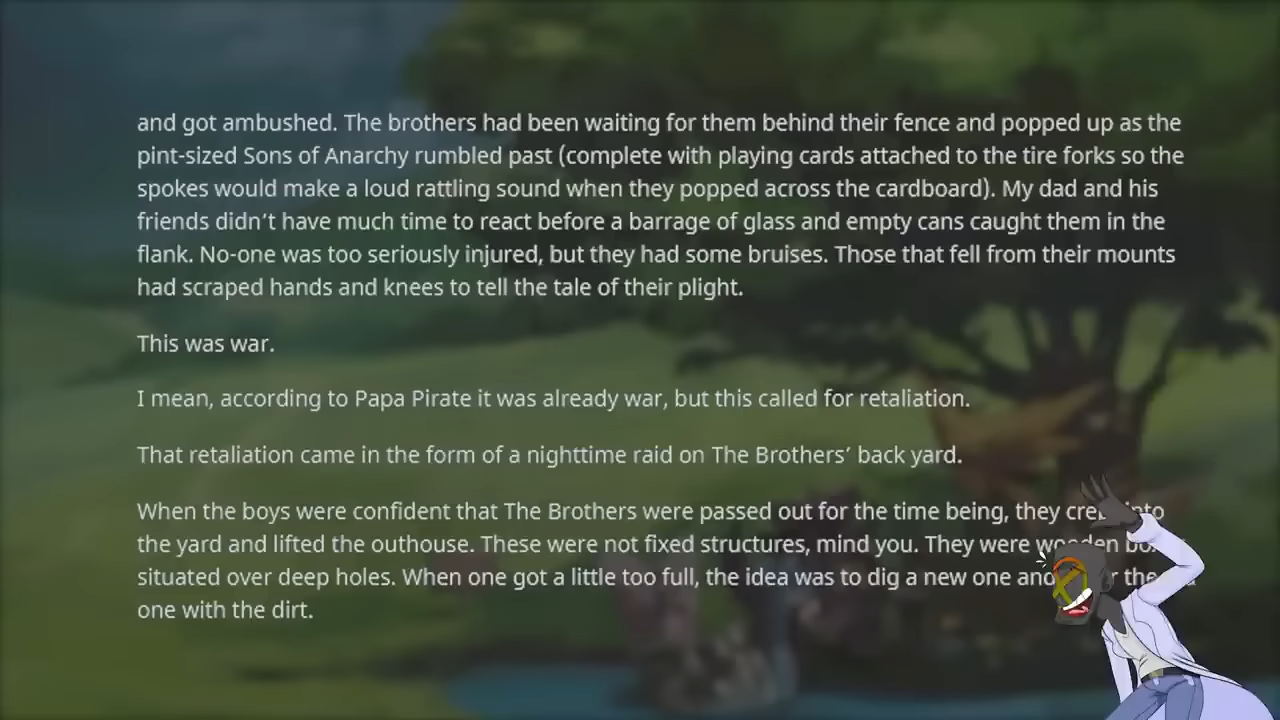 and got ambushed. The brothers had been waiting for them behind their fence and popped up as the
pint-sized Sons of Anarchy rumbled past (complete with playing cards attached to the tire forks so the
spokes would make a loud rattling sound when they popped across the cardboard). My dad and his
friends didn’t have much time to react before a barrage of glass and empty cans caught them in the
flank. No-one was too seriously injured, but they had some bruises. Those that fell from their mounts
had scraped hands and knees to tell the tale of their plight.
This was war.
I mean, according to Papa Pirate it was already war, but this called for retaliation.
That retaliation came in the form of a nighttime raid on The Brothers’ back yard.
When the boys were confident that The Brothers were passed out for the time being, they
the yard and lifted the outhouse. These were not fixed structures, mind you. They were
situated over deep holes. When one got a little too full, the idea was to dig a new one and the
one with the dirt.